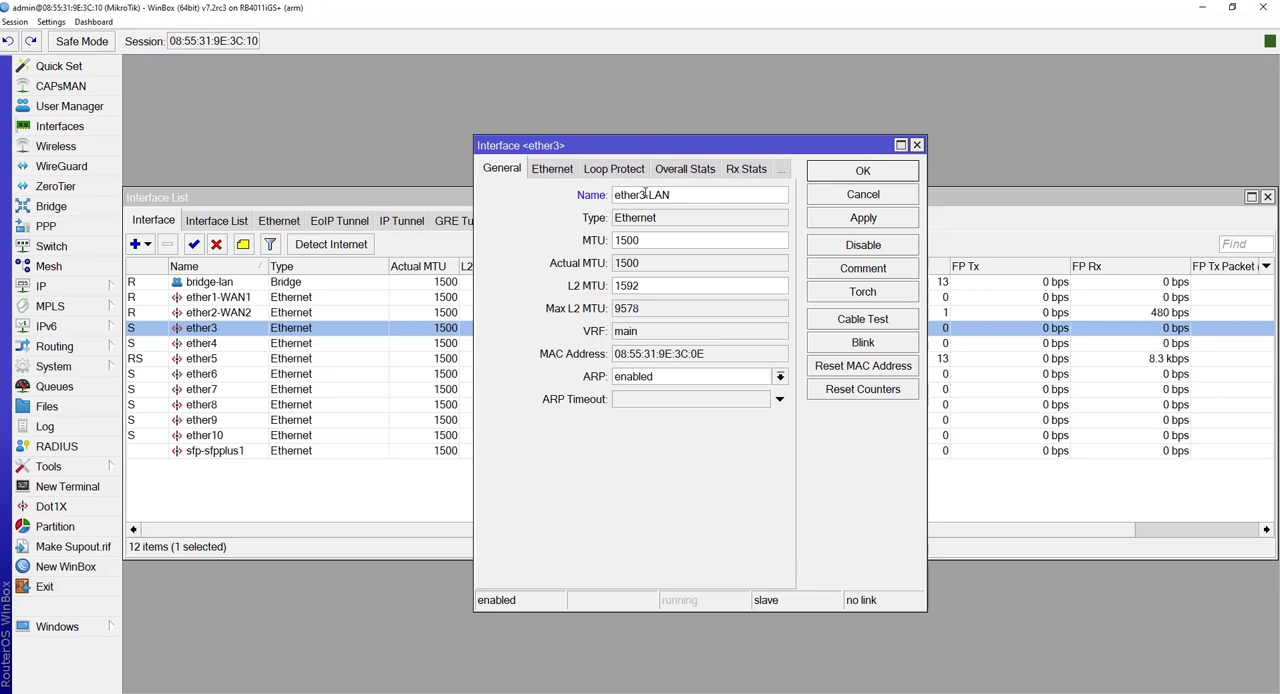 admin@08:55:31:9E:3C:10 (MikroTik) - WinBox (64bit) v7.2rc3 on RB4011iGS+ (arm)
Session Settings Dashboard
Safe Mode Session: 08:55:31:9E:3C:10
Quick Set
CAPsMAN
User Manager
Interfaces
Wireless
WireGuard
ZeroTier
Bridge
PPP
Switch
Mesh
IP
MPLS
IPv6
Routing
System
Queues
Files
Log
RADIUS
Tools
New Terminal
Dot1X
Partition
Make Supout.rif
New WinBox
Exit
Windows
RouterOS WinBox
Interface List
Interface Interface List Ethernet EoIP Tunnel IP Tunnel GRE Tu
Detect Internet Find
Name Type Actual MTU L2 FP Tx FP Rx FP Tx Packet (
R bridge-lan Bridge 1500 13 0 bps 0 bps
R ether1-WAN1 Ethernet 1500 0 0 bps 0 bps
R ether2-WAN2 Ethernet 1500 1 0 bps 480 bps
S ether3 Ethernet 1500 0 0 bps 0 bps
S ether4 Ethernet 1500 0 0 bps 0 bps
RS ether5 Ethernet 1500 13 0 bps 8.3 kbps
S ether6 Ethernet 1500 0 0 bps 0 bps
S ether7 Ethernet 1500 0 0 bps 0 bps
S ether8 Ethernet 1500 0 0 bps 0 bps
S ether9 Ethernet 1500 0 0 bps 0 bps
S ether10 Ethernet 1500 0 0 bps 0 bps
sfp-sfpplus1 Ethernet 1500 0 0 bps 0 bps
12 items (1 selected)
Interface <ether3>
General Ethernet Loop Protect Overall Stats Rx Stats ...
Name: ether3-LAN
Type: Ethernet
MTU: 1500
Actual MTU: 1500
L2 MTU: 1592
Max L2 MTU: 9578
VRF: main
MAC Address: 08:55:31:9E:3C:0E
ARP: enabled
ARP Timeout:
OK
Cancel
Apply
Disable
Comment
Torch
Cable Test
Blink
Reset MAC Address
Reset Counters
enabled running slave no link